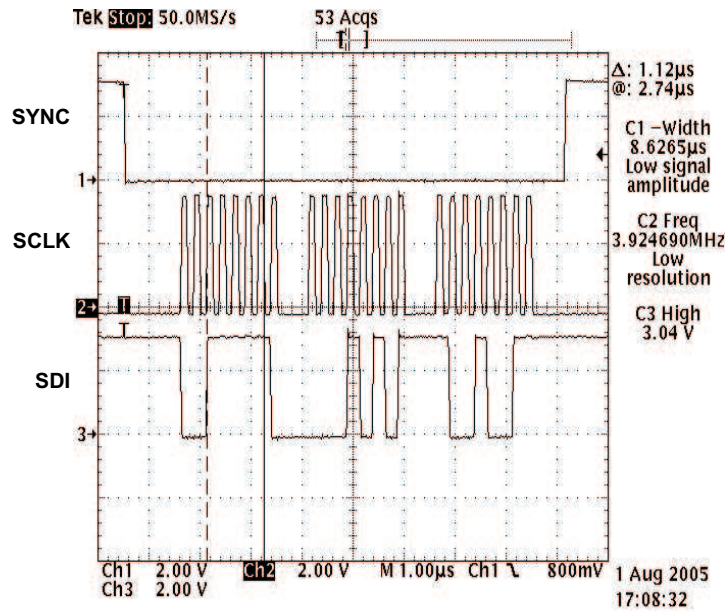 Tek Stop: 50.0MS/s 53 Acqs
[ ]
Δ: 1.12µs
@: 2.74µs
SYNC
C1 -Width
8.6265µs
Low signal
amplitude
1
SCLK
C2 Freq
3.924690MHz
Low
resolution
2
T
T
T
C3 High
3.04 V
SDI
3
Ch1 2.00 V Ch2 2.00 V M 1.00µs Ch1 800mV
Ch3 2.00 V
1 Aug 2005
17:08:32